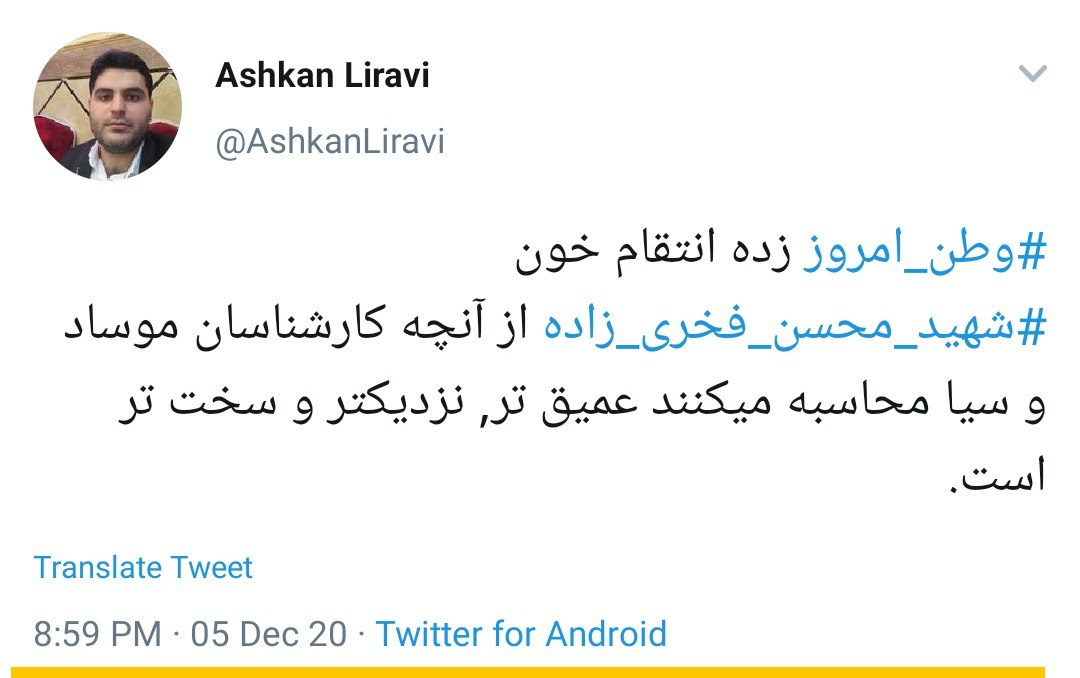 Ashkan Liravi
@AshkanLiravi
#وطن_امروز زده انتقام خون
#شهید_محسن_فخری_زاده از آنچه کارشناسان موساد
و سیا محاسبه میکنند عمیق تر, نزدیکتر و سخت تر
است.
Translate Tweet
8:59 PM · 05 Dec 20 · Twitter for Android